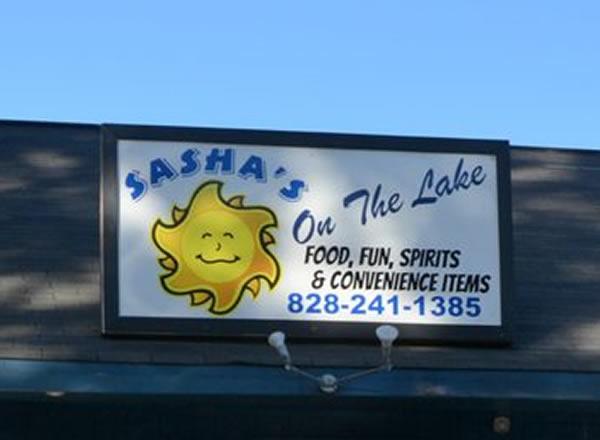 SASHA'S
On The Lake
FOOD, FUN, SPIRITS
& CONVENIENCE ITEMS
828-241-1385